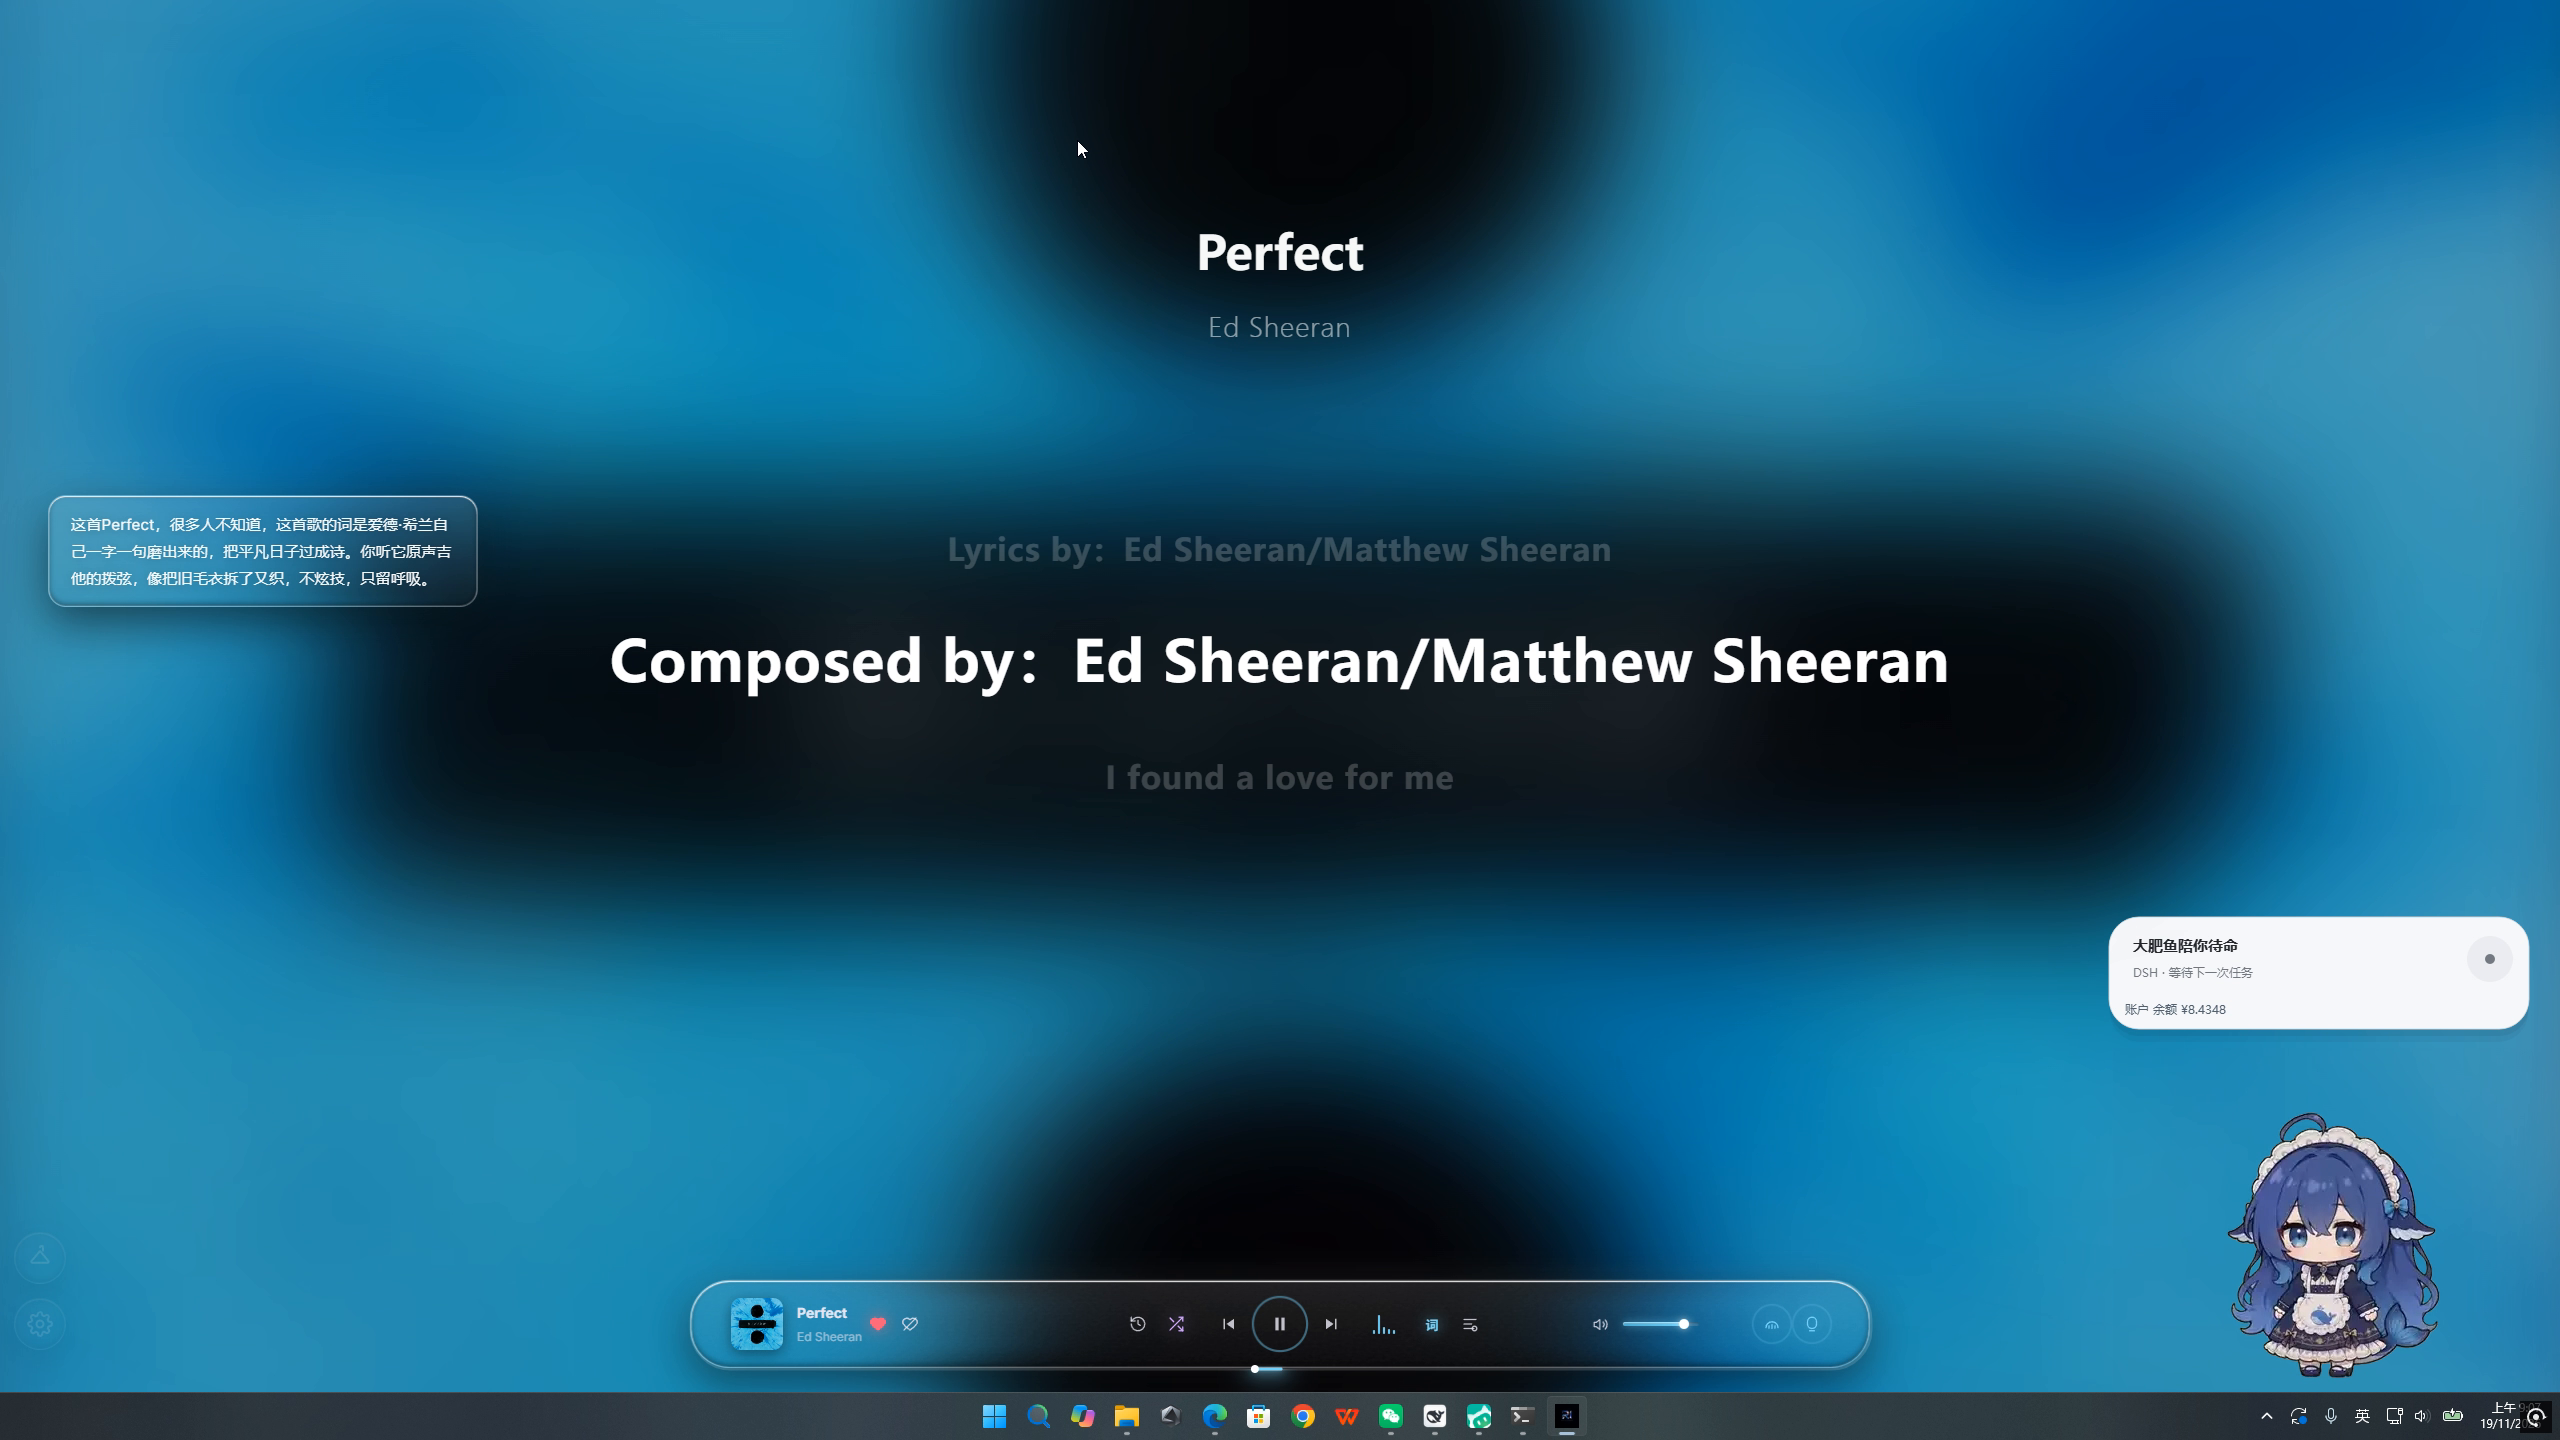 Perfect
Ed Sheeran
这首Perfect，很多人不知道，这首歌的词是爱德·希兰自
己一字一句磨出来的，把平凡日子过成诗。你听它原声吉
他的拨弦，像把旧毛衣拆了又织，不炫技，只留呼吸。
Lyrics by：Ed Sheeran/Matthew Sheeran
Composed by：Ed Sheeran/Matthew Sheeran
I found a love for me
大肥鱼陪你待命
DSH · 等待下一次任务
账户 余额 ¥8.4348
Perfect
Ed Sheeran
词
英
上午
19/11/